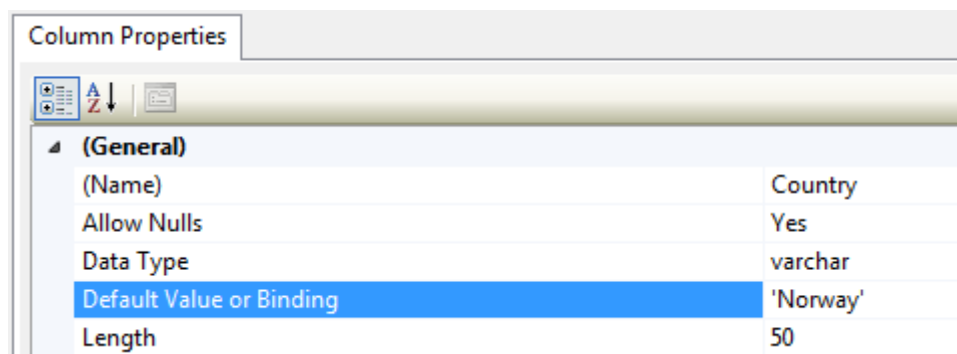 Column Properties
A
Z
(General)
(Name) Country
Allow Nulls Yes
Data Type varchar
Default Value or Binding 'Norway'
Length 50